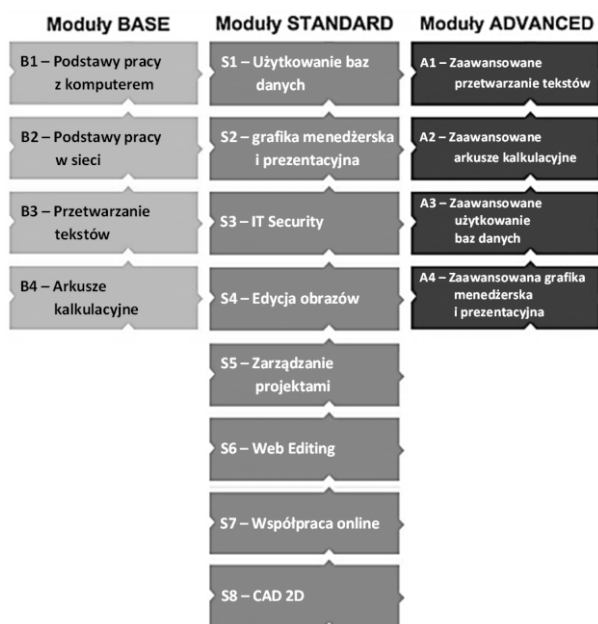 Moduły BASE
B1 – Podstawy pracy
z komputerem
B2 – Podstawy pracy
w sieci
B3 – Przetwarzanie
tekstów
B4 – Arkusze
kalkulacyjne
Moduły STANDARD
S1 – Użytkowanie baz
danych
S2 – grafika menedżerska
i prezentacyjna
S3 – IT Security
S4 – Edycja obrazów
S5 – Zarządzanie
projektami
S6 – Web Editing
S7 – Współpraca online
S8 – CAD 2D
Moduły ADVANCED
A1 – Zaawansowane
przetwarzanie tekstów
A2 – Zaawansowane
arkusze kalkulacyjne
A3 – Zaawansowane
użytkowanie
baz danych
A4 – Zaawansowana grafika
menedżerska
i prezentacyjna